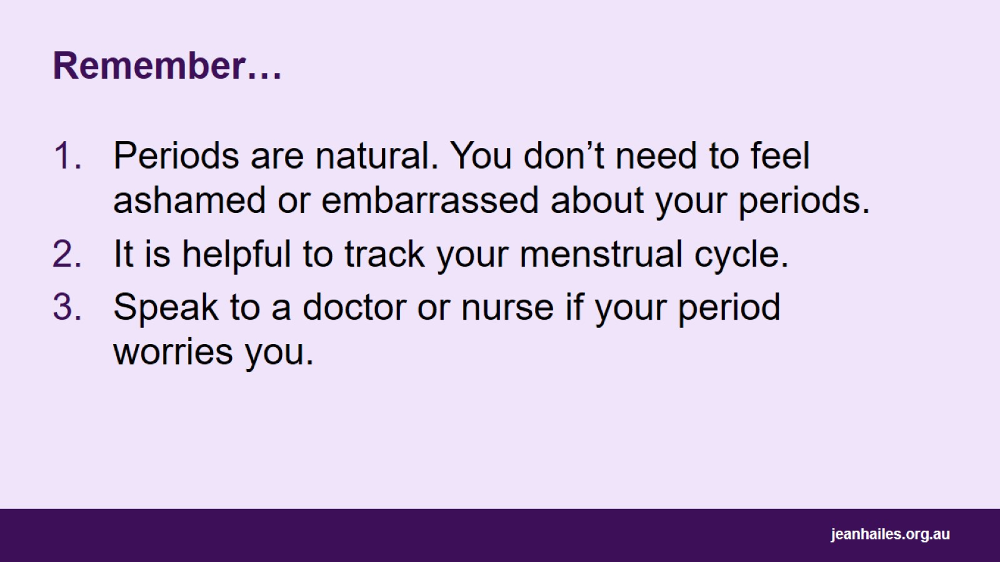 Remember…
1. Periods are natural. You don’t need to feel
ashamed or embarrassed about your periods.
2. It is helpful to track your menstrual cycle.
3. Speak to a doctor or nurse if your period
worries you.
jeanhailes.org.au